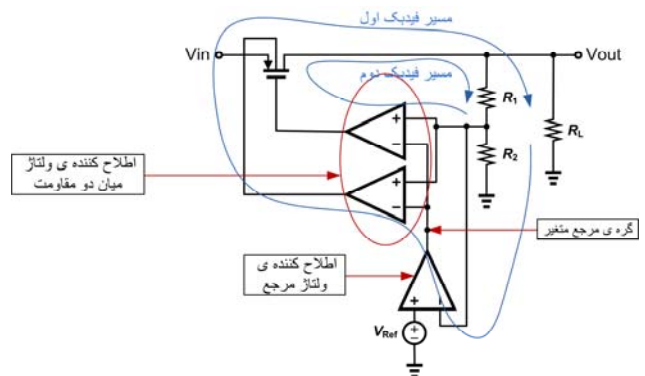 مسیر فیدبک اول
Vin
Vout
مسیر فیدبک دوم
R1
RL
R2
+
−
+
−
اطلاح کننده ی ولتاژ
میان دو مقاومت
گره ی مرجع متغیر
اطلاح کننده ی
ولتاژ مرجع
+
VRef
+
−